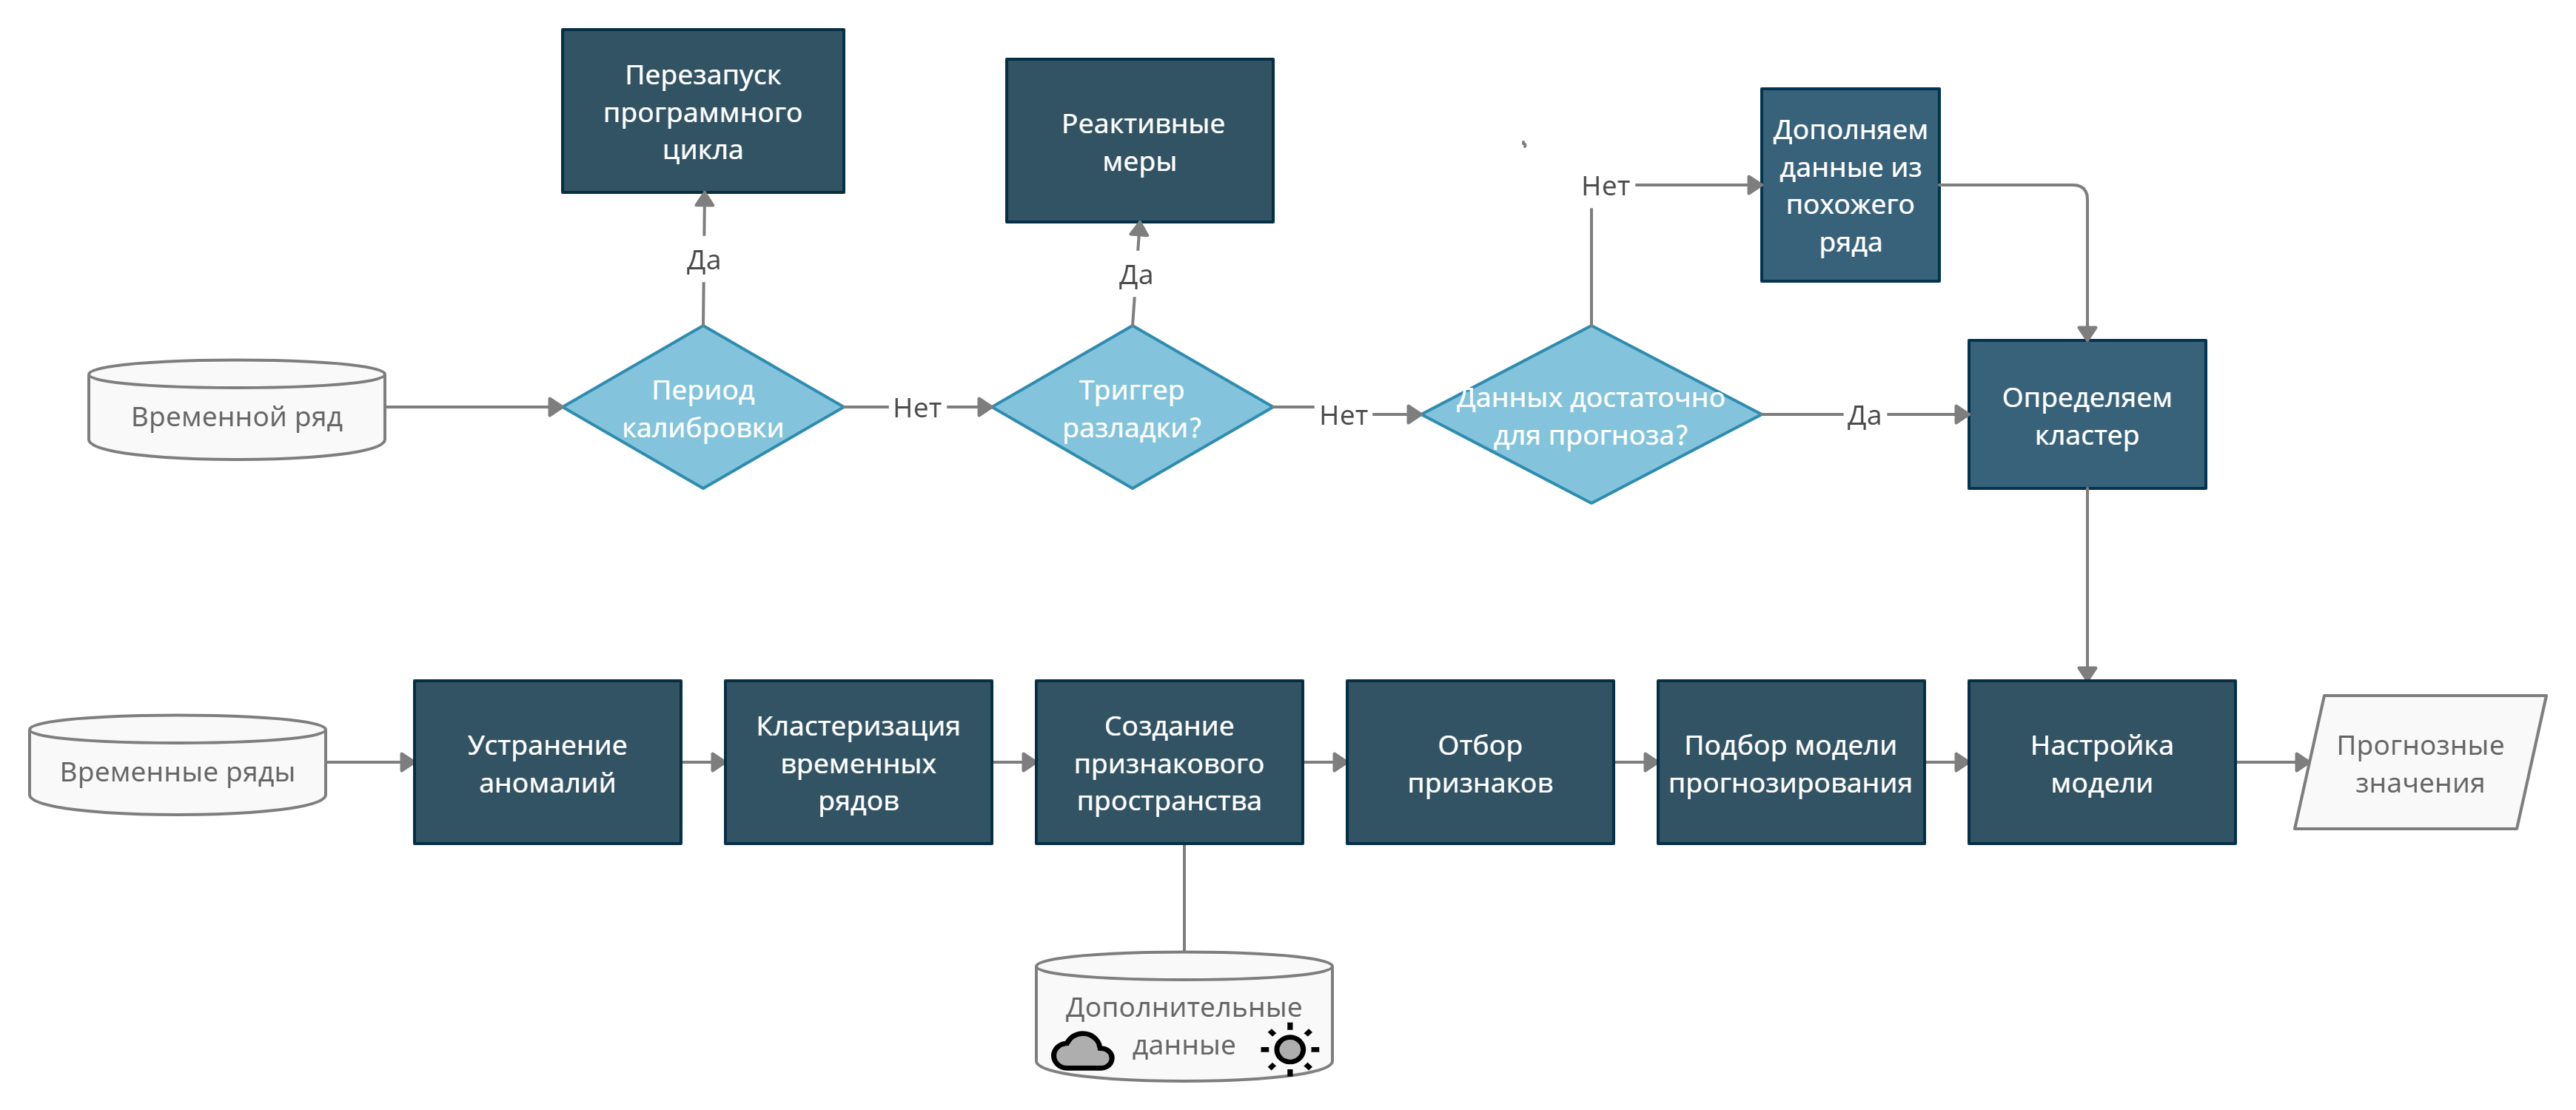 Перезапуск
программного
цикла
Реактивные
меры
Дополняем
данные из
похожего
ряда
Нет
Да
Да
Временной ряд
Период
калибровки
Нет
Триггер
разладки?
Нет
Данных достаточно
для прогноза?
Да
Определяем
кластер
Временные ряды
Устранение
аномалий
Кластеризация
временных
рядов
Создание
признакового
пространства
Отбор
признаков
Подбор модели
прогнозирования
Настройка
модели
Прогнозные
значения
Дополнительные
данные